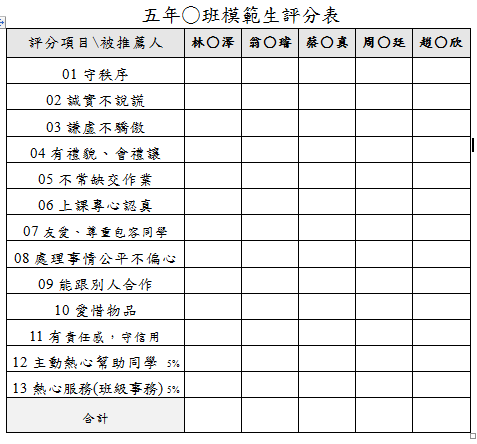 五年○班模範生評分表
評分項目\被推薦人 林○澤 翁○璿 蔡○真 周○廷 趙○欣
01 守秩序
02 誠實不說謊
03 謙虛不驕傲
04 有禮貌、會禮讓
05 不常缺交作業
06 上課專心認真
07 友愛、尊重包容同學
08 處理事情公平不偏心
09 能跟別人合作
10 愛惜物品
11 有責任感，守信用
12 主動熱心幫助同學 5%
13 熱心服務(班級事務) 5%
合計